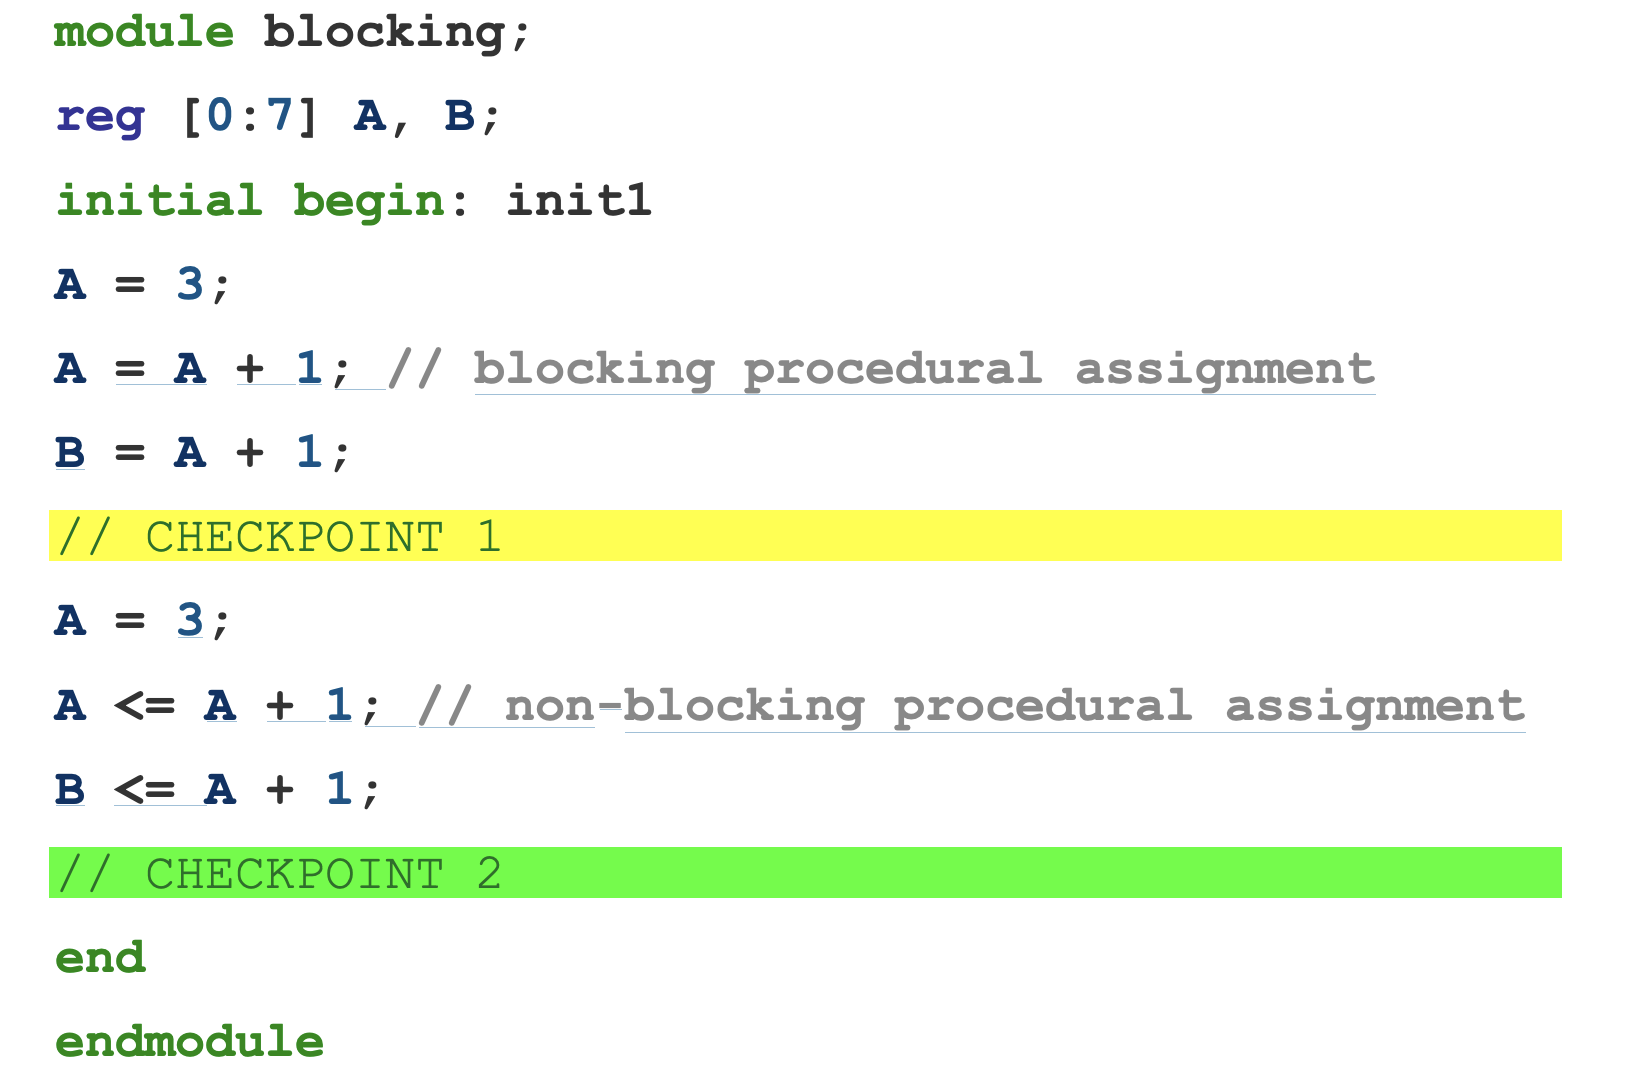 module blocking;
reg [0:7] A, B;
initial begin: init1
A = 3;
A = A + 1; // blocking procedural assignment
B = A + 1;
// CHECKPOINT 1
A = 3;
A <= A + 1; // non-blocking procedural assignment
B <= A + 1;
// CHECKPOINT 2
end
endmodule